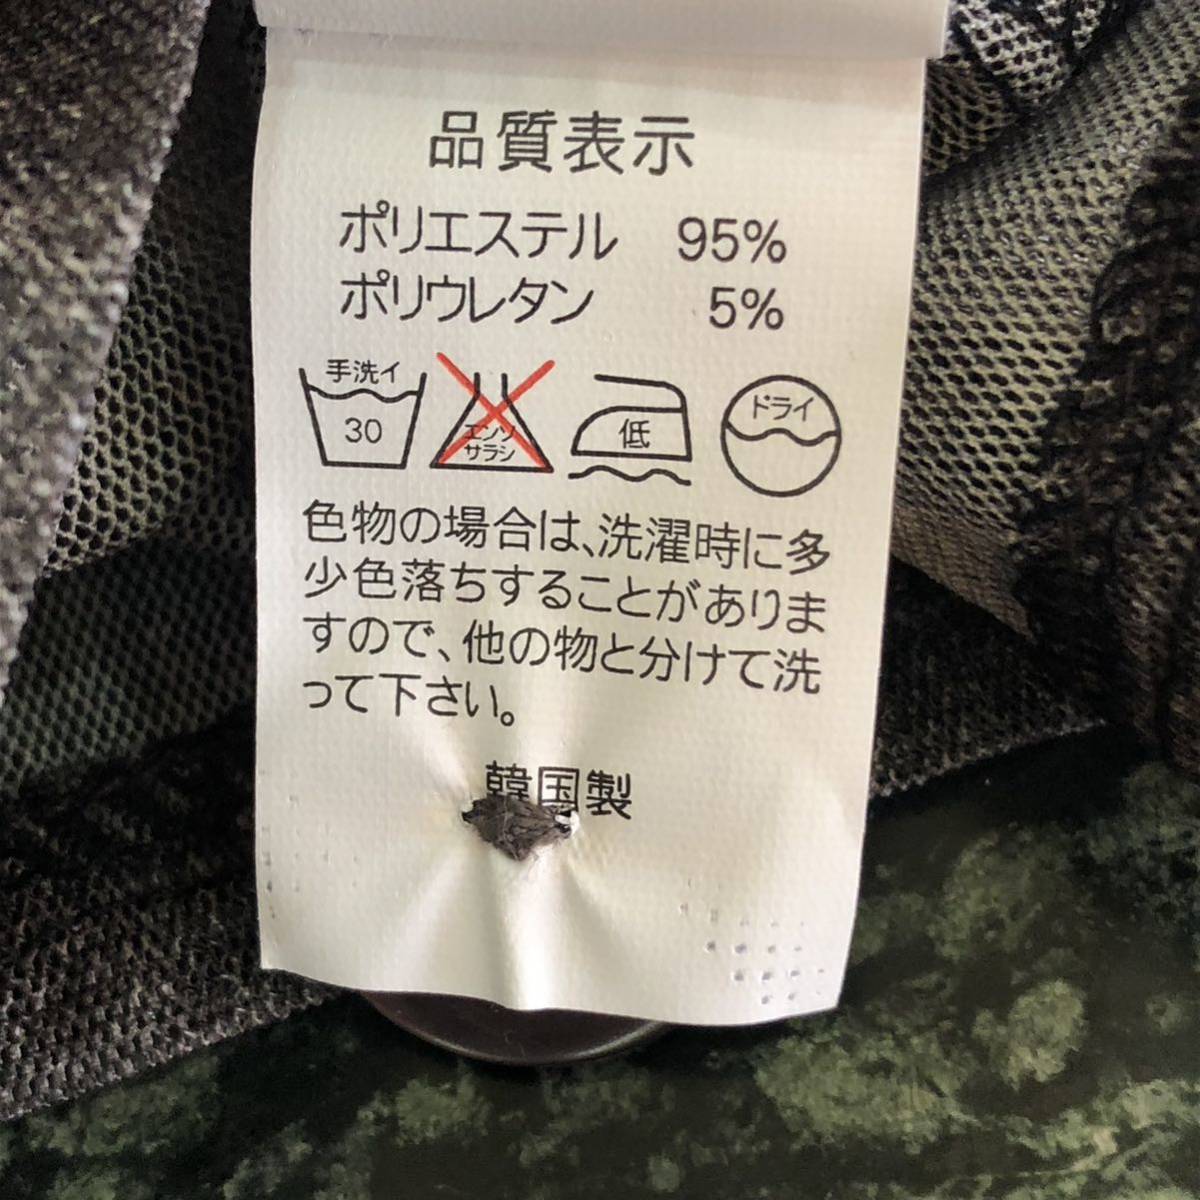 品質表示
ポリエステル 95%
ポリウレタン 5%
手洗イ
30
エンソ
サラシ
低
ドライ
色物の場合は、洗濯時に多
少色落ちすることがありま
すので、他の物と分けて洗
って下さい。
韓国製